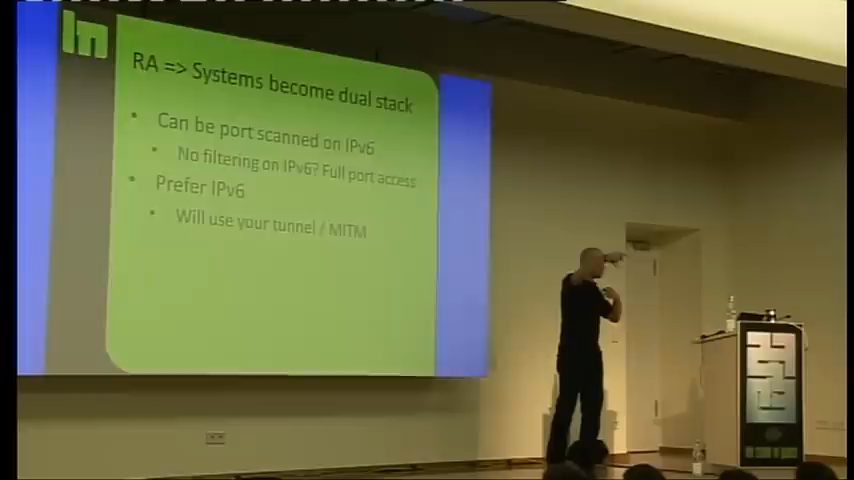 RA => Systems become dual stack
• Can be port scanned on IPv6
• No filtering on IPv6? Full port access
• Prefer IPv6
• Will use your tunnel / MITM